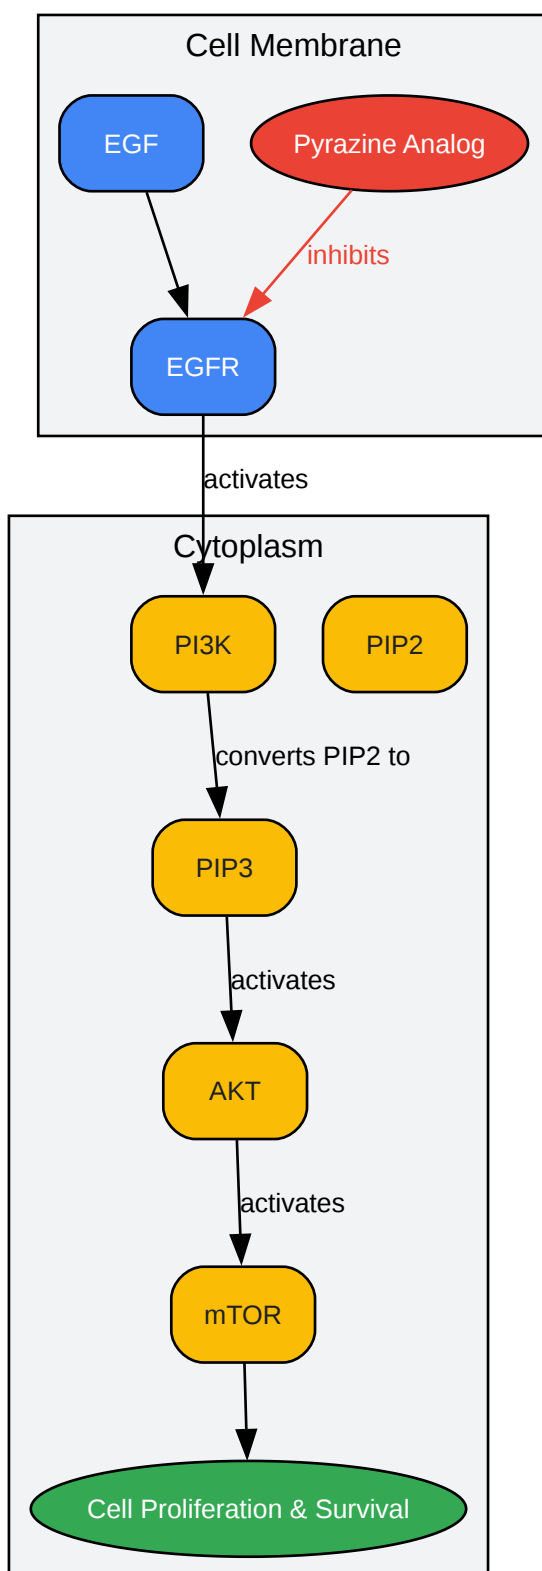 Cell Membrane
EGF
Pyrazine Analog
inhibits
EGFR
activates
Cytoplasm
PI3K
PIP2
converts PIP2 to
PIP3
activates
AKT
activates
mTOR
Cell Proliferation & Survival